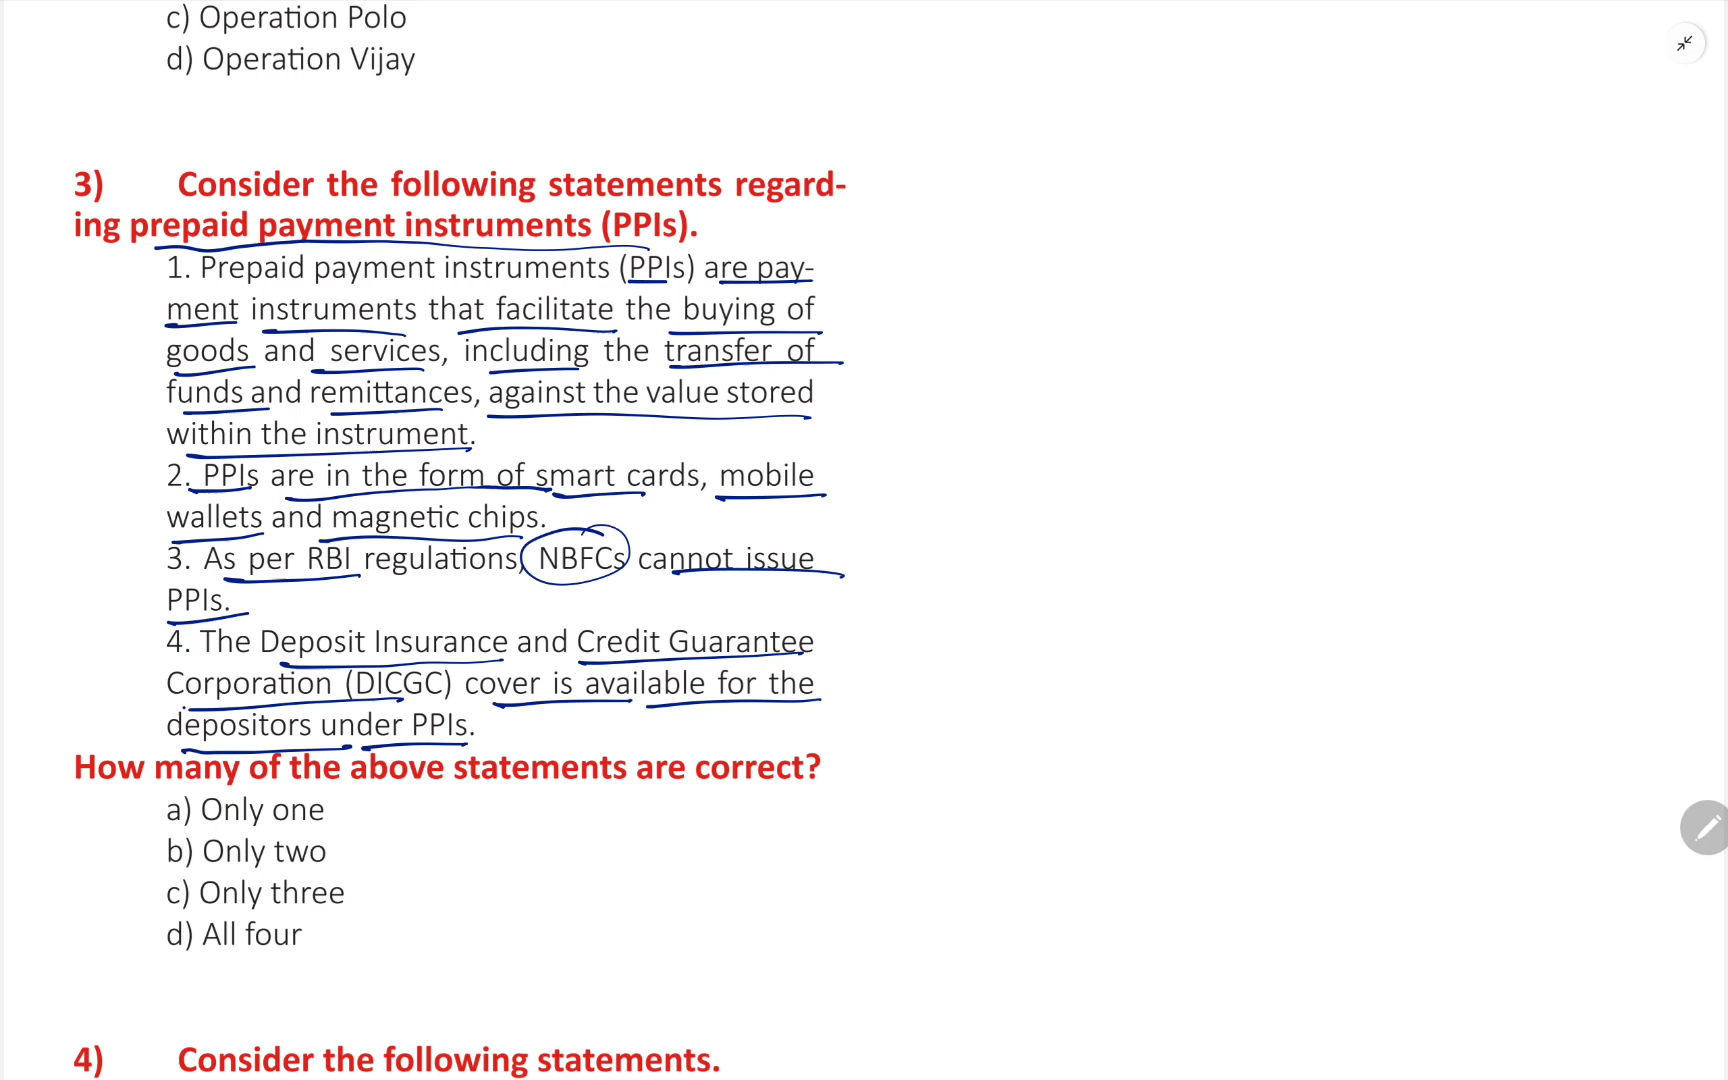 c) Operation Polo
d) Operation Vijay
3) Consider the following statements regard-
ing prepaid payment instruments (PPIs).
1. Prepaid payment instruments (PPIs) are pay-
ment instruments that facilitate the buying of
goods and services, including the transfer of
funds and remittances, against the value stored
within the instrument.
2. PPIs are in the form of smart cards, mobile
wallets and magnetic chips.
3. As per RBI regulations, NBFCs cannot issue
PPIs.
4. The Deposit Insurance and Credit Guarantee
Corporation (DICGC) cover is available for the
depositors under PPIs.
How many of the above statements are correct?
a) Only one
b) Only two
c) Only three
d) All four
4) Consider the following statements.